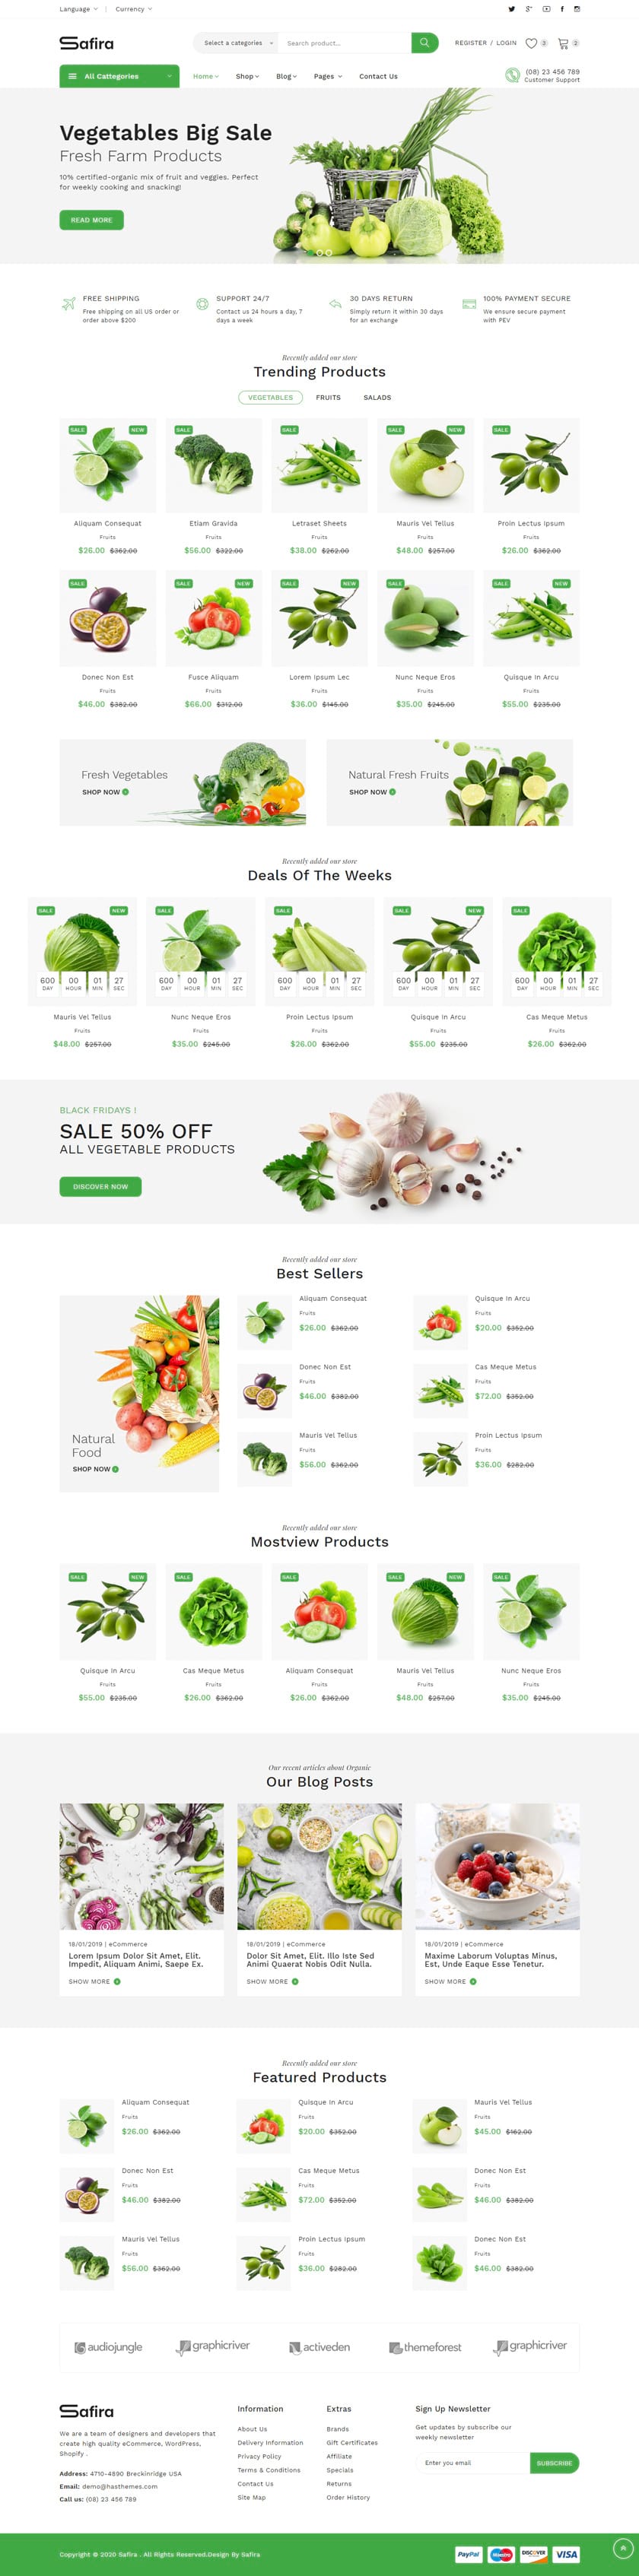 Language
Currency
Safira
Select a categories
Search product...
REGISTER / LOGIN
3
2
All Cattegories
Home
Shop
Blog
Pages
Contact Us
(08) 23 456 789
Customer Support
Vegetables Big Sale
Fresh Farm Products
10% certified-organic mix of fruit and veggies. Perfect
for weekly cooking and snacking!
READ MORE
FREE SHIPPING
Free shipping on all US order or
order above $200
SUPPORT 24/7
Contact us 24 hours a day, 7
days a week
30 DAYS RETURN
Simply return it within 30 days
for an exchange
100% PAYMENT SECURE
We ensure secure payment
with PEV
Recently added our store
Trending Products
VEGETABLES FRUITS SALADS
SALE NEW SALE SALE SALE NEW SALE
Aliquam Consequat Etiam Gravida Letraset Sheets Mauris Vel Tellus Proin Lectus Ipsum
Fruits Fruits Fruits Fruits Fruits
$26.00 $362.00 $56.00 $322.00 $38.00 $262.00 $48.00 $257.00 $26.00 $362.00
SALE SALE NEW SALE NEW SALE SALE NEW
Donec Non Est Fusce Aliquam Lorem Ipsum Lec Nunc Neque Eros Quisque In Arcu
Fruits Fruits Fruits Fruits Fruits
$46.00 $382.00 $66.00 $312.00 $36.00 $145.00 $35.00 $245.00 $55.00 $235.00
Fresh Vegetables
SHOP NOW
Natural Fresh Fruits
SHOP NOW
Recently added our store
Deals Of The Weeks
SALE NEW SALE SALE SALE NEW SALE
600 00 01 27 600 00 01 27 600 00 01 27 600 00 01 27 600 00 01 27
DAY HOUR MIN SEC DAY HOUR MIN SEC DAY HOUR MIN SEC DAY HOUR MIN SEC DAY HOUR MIN SEC
Mauris Vel Tellus Nunc Neque Eros Proin Lectus Ipsum Quisque In Arcu Cas Meque Metus
Fruits Fruits Fruits Fruits Fruits
$48.00 $257.00 $35.00 $245.00 $26.00 $362.00 $55.00 $235.00 $26.00 $362.00
BLACK FRIDAYS !
SALE 50% OFF
ALL VEGETABLE PRODUCTS
DISCOVER NOW
Recently added our store
Best Sellers
Natural
Food
SHOP NOW
Aliquam Consequat
Fruits
$26.00 $362.00
Quisque In Arcu
Fruits
$20.00 $352.00
Donec Non Est
Fruits
$46.00 $382.00
Cas Meque Metus
Fruits
$72.00 $352.00
Mauris Vel Tellus
Fruits
$56.00 $362.00
Proin Lectus Ipsum
Fruits
$36.00 $282.00
Recently added our store
Mostview Products
SALE NEW SALE SALE SALE NEW SALE
Quisque In Arcu Cas Meque Metus Aliquam Consequat Mauris Vel Tellus Nunc Neque Eros
Fruits Fruits Fruits Fruits Fruits
$55.00 $235.00 $26.00 $362.00 $26.00 $362.00 $48.00 $257.00 $35.00 $245.00
Our recent articles about Organic
Our Blog Posts
18/01/2019 | eCommerce
Lorem Ipsum Dolor Sit Amet, Elit.
Impedit, Aliquam Animi, Saepe Ex.
SHOW MORE
18/01/2019 | eCommerce
Dolor Sit Amet, Elit. Illo Iste Sed
Animi Quaerat Nobis Odit Nulla.
SHOW MORE
18/01/2019 | eCommerce
Maxime Laborum Voluptas Minus,
Est, Unde Eaque Esse Tenetur.
SHOW MORE
Recently added our store
Featured Products
Aliquam Consequat
Fruits
$26.00 $362.00
Quisque In Arcu
Fruits
$20.00 $352.00
Mauris Vel Tellus
Fruits
$45.00 $162.00
Donec Non Est
Fruits
$46.00 $382.00
Cas Meque Metus
Fruits
$72.00 $352.00
Donec Non Est
Fruits
$46.00 $382.00
Mauris Vel Tellus
Fruits
$56.00 $362.00
Proin Lectus Ipsum
Fruits
$36.00 $282.00
Donec Non Est
Fruits
$46.00 $382.00
audiojungle graphicriver activeden themeforest graphicriver
Safira
We are a team of designers and developers that
create high quality eCommerce, WordPress,
Shopify .
Address: 4710-4890 Breckinridge USA
Email: demo@hasthemes.com
Call us: (08) 23 456 789
Information
About Us
Delivery Information
Privacy Policy
Terms & Conditions
Contact Us
Site Map
Extras
Brands
Gift Certificates
Affiliate
Specials
Returns
Order History
Sign Up Newsletter
Get updates by subscribe our
weekly newsletter
Enter you email
SUBSCRIBE
Copyright © 2020 Safira . All Rights Reserved.Design By Safira
PayPal Maestro DISCOVER VISA